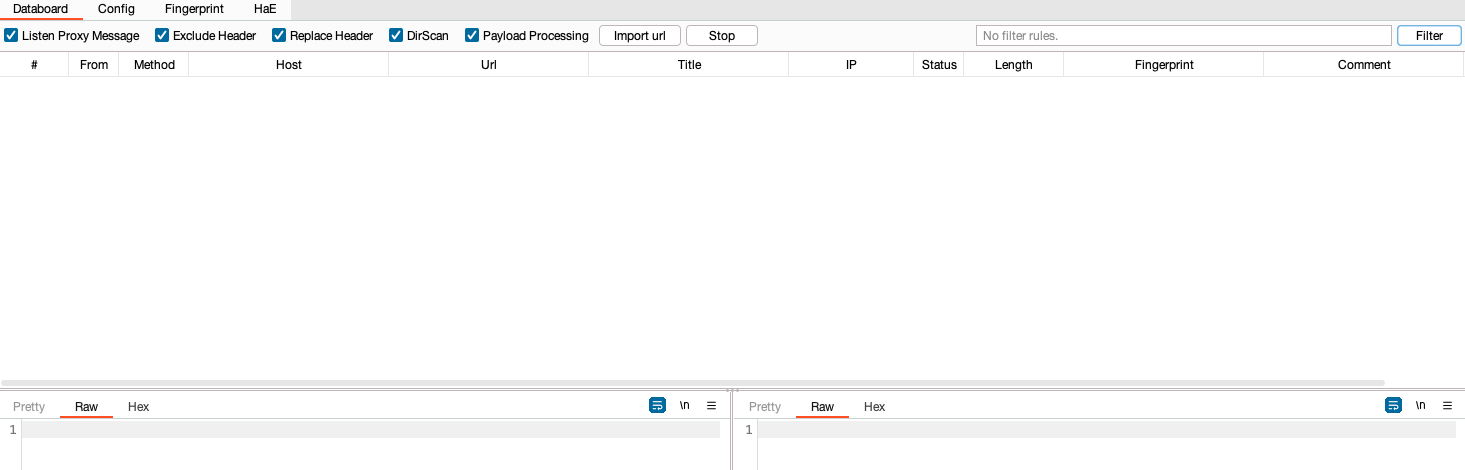 Databoard Config Fingerprint HaE
Listen Proxy Message Exclude Header Replace Header DirScan Payload Processing Import url Stop No filter rules. Filter
# From Method Host Url Title IP Status Length Fingerprint Comment
Pretty Raw Hex \n Pretty Raw Hex \n
1 1